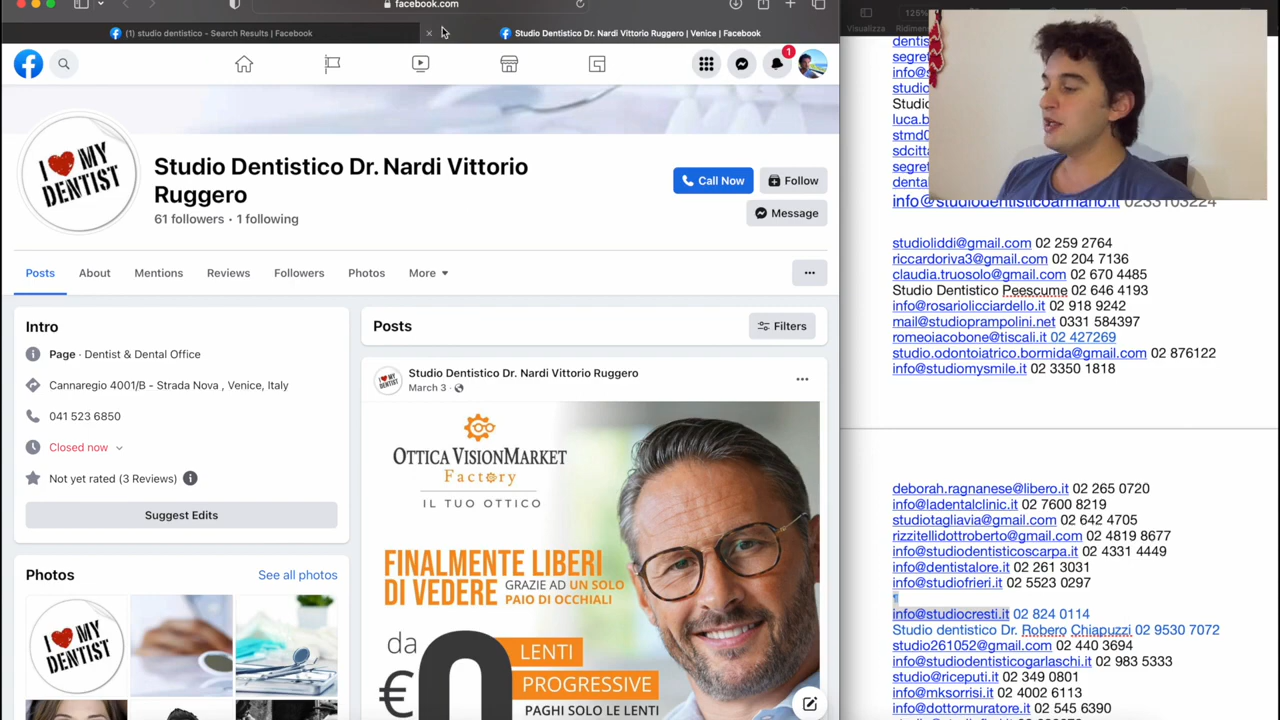 facebook.com
(1) studio dentistico - Search Results | Facebook
Studio Dentistico Dr. Nardi Vittorio Ruggero | Venice | Facebook
1
I MY
DENTIST
Studio Dentistico Dr. Nardi Vittorio
Ruggero
61 followers • 1 following
Call Now
Follow
Message
Posts
About
Mentions
Reviews
Followers
Photos
More
Intro
Page · Dentist & Dental Office
Cannaregio 4001/B - Strada Nova , Venice, Italy
041 523 6850
Closed now
Not yet rated (3 Reviews)
Suggest Edits
Photos
See all photos
I MY
DENTIST
Posts
Filters
Studio Dentistico Dr. Nardi Vittorio Ruggero
March 3
OTTICA VISIONMARKET
Factory
IL TUO OTTICO
FINALMENTE LIBERI
DI VEDERE GRAZIE AD UN SOLO
PAIO DI OCCHIALI
da
€0
LENTI
PROGRESSIVE
PAGHI SOLO LE LENTI
Visualizza
125%
info@studiodentisticoarmano.it 0233103224
studioliddi@gmail.com 02 259 2764
riccardoriva3@gmail.com 02 204 7136
claudia.truosolo@gmail.com 02 670 4485
Studio Dentistico Peescume 02 646 4193
info@rosariolicciardello.it 02 918 9242
mail@studioprampolini.net 0331 584397
romeoiacobone@tiscali.it 02 427269
studio.odontoiatrico.bormida@gmail.com 02 876122
info@studiomysmile.it 02 3350 1818
deborah.ragnanese@libero.it 02 265 0720
info@ladentalclinic.it 02 7600 8219
studiotagliavia@gmail.com 02 642 4705
rizzitellidottroberto@gmail.com 02 4819 8677
info@studiodentisticoscarpa.it 02 4331 4449
info@dentistalore.it 02 261 3031
info@studiofrieri.it 02 5523 0297
¶
info@studiocresti.it 02 824 0114
Studio dentistico Dr. Robero Chiapuzzi 02 9530 7072
studio261052@gmail.com 02 440 3694
info@studiodentisticogarlaschi.it 02 983 5333
studio@riceputi.it 02 349 0801
info@mksorrisi.it 02 4002 6113
info@dottormuratore.it 02 545 6390